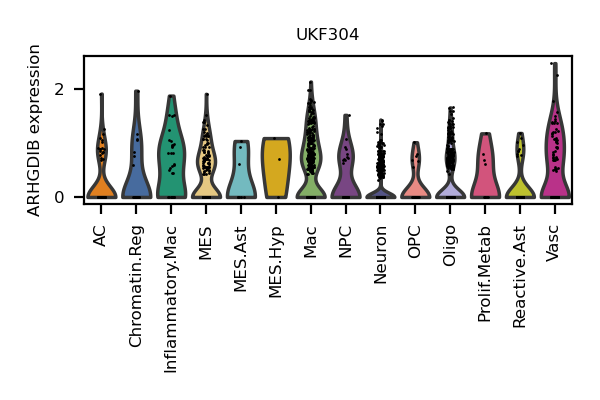 UKF304
ARHGDIB expression
2
0
AC
Chromatin.Reg
Inflammatory.Mac
MES
MES.Ast
MES.Hyp
Mac
NPC
Neuron
OPC
Oligo
Prolif.Metab
Reactive.Ast
Vasc